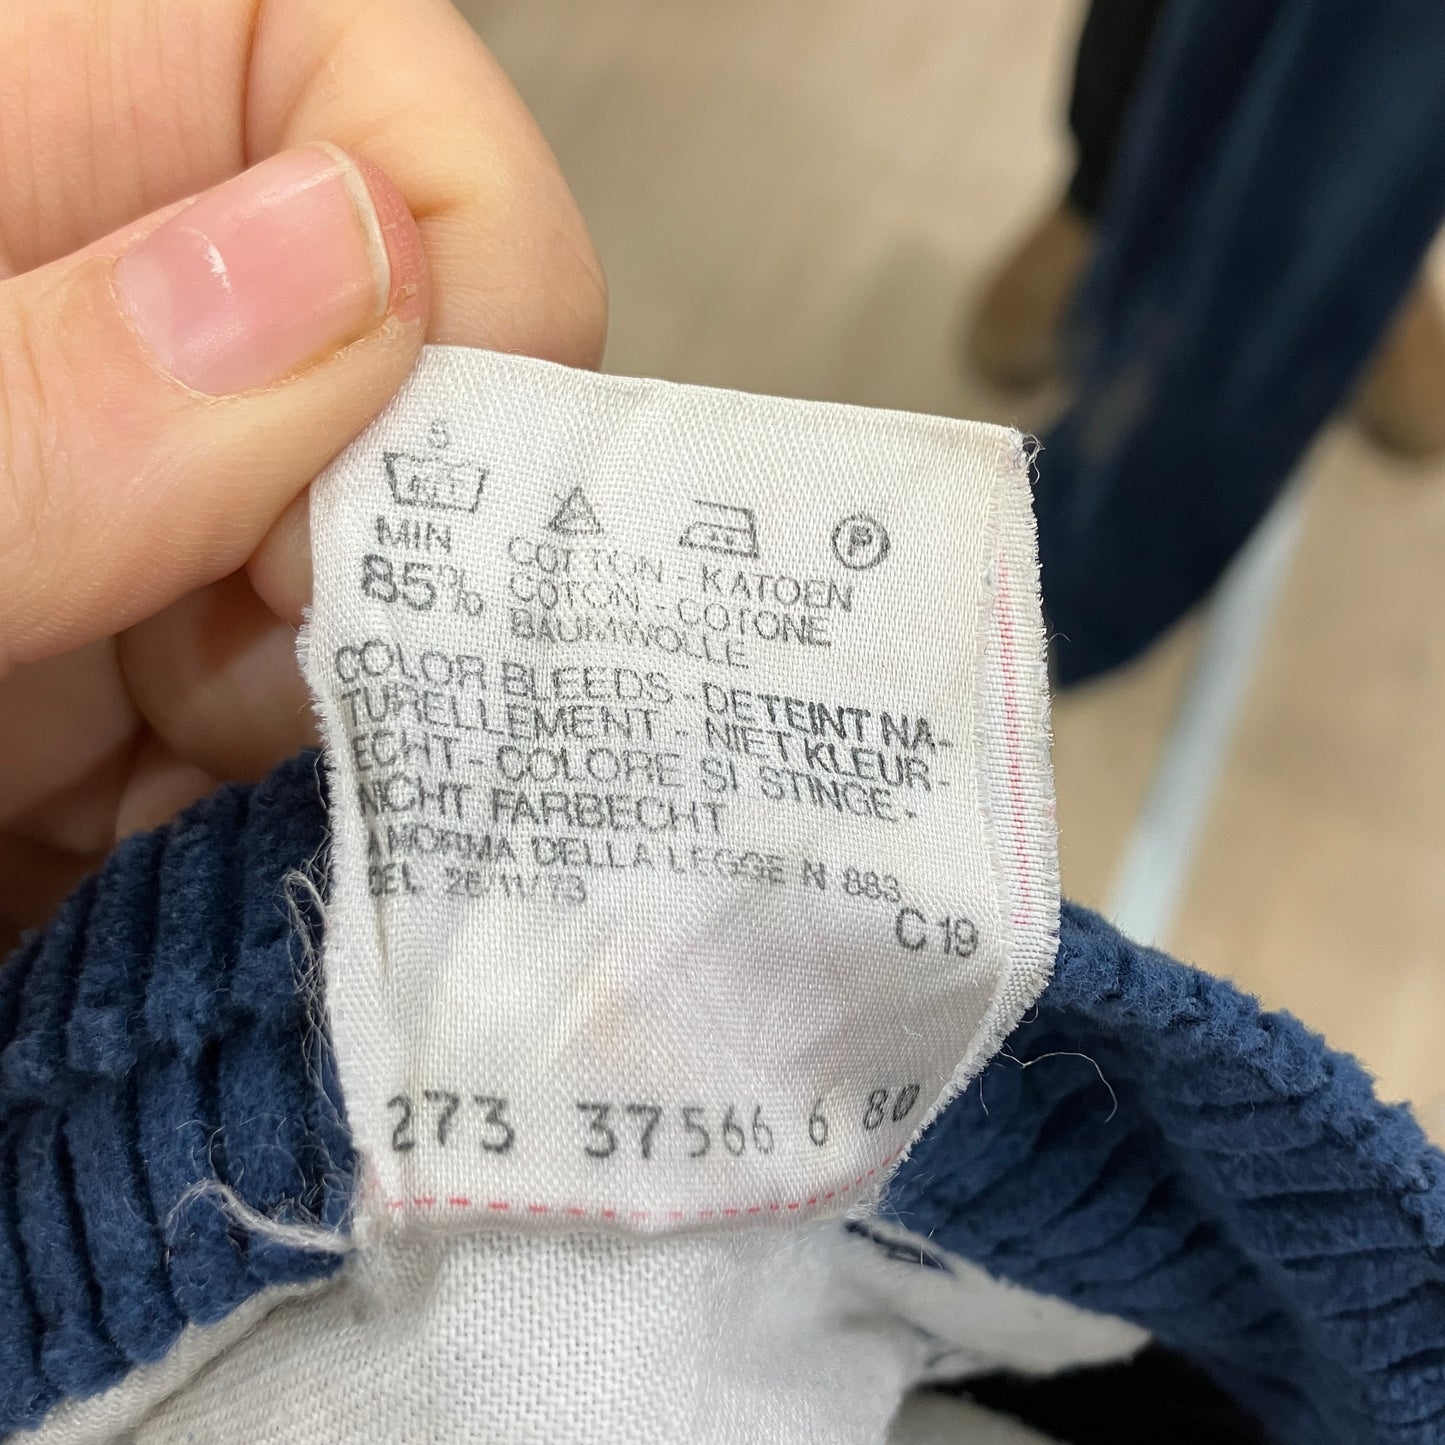 5
MIN
85%
P
COTTON - KATOEN
COTON - COTONE
BAUMWOLLE
COLOR BLEEDS - DETEINT NA-
TURELLEMENT - NIET KLEUR-
ECHT - COLORE SI STINGE -
NICHT FARBECHT
A NORMA DELLA LEGGE N 883
DEL 26/11/73
C 19
273 37566 6 80